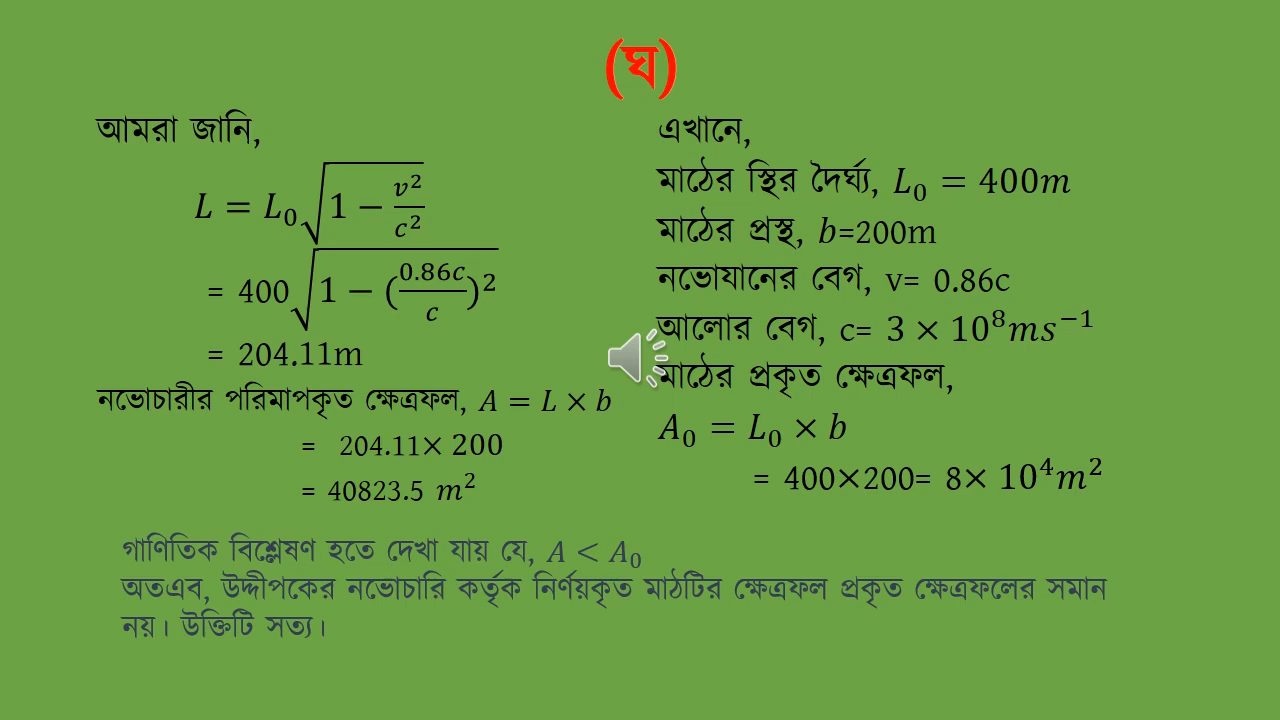 (ঘ)
আমরা জানি,
L = L₀√(1 − v²/c²)
= 400√(1 − (0.86c/c)²)
= 204.11m
নভোচারীর পরিমাপকৃত ক্ষেত্রফল, A = L × b
= 204.11× 200
= 40823.5 m²
এখানে,
মাঠের স্থির দৈর্ঘ্য, L₀ = 400m
মাঠের প্রস্থ, b=200m
নভোযানের বেগ, v= 0.86c
আলোর বেগ, c= 3 × 10⁸ms⁻¹
মাঠের প্রকৃত ক্ষেত্রফল,
A₀ = L₀ × b
= 400×200= 8× 10⁴m²
গাণিতিক বিশ্লেষণ হতে দেখা যায় যে, A < A₀
অতএব, উদ্দীপকের নভোচারি কর্তৃক নির্ণয়কৃত মাঠটির ক্ষেত্রফল প্রকৃত ক্ষেত্রফলের সমান
নয়। উক্তিটি সত্য।